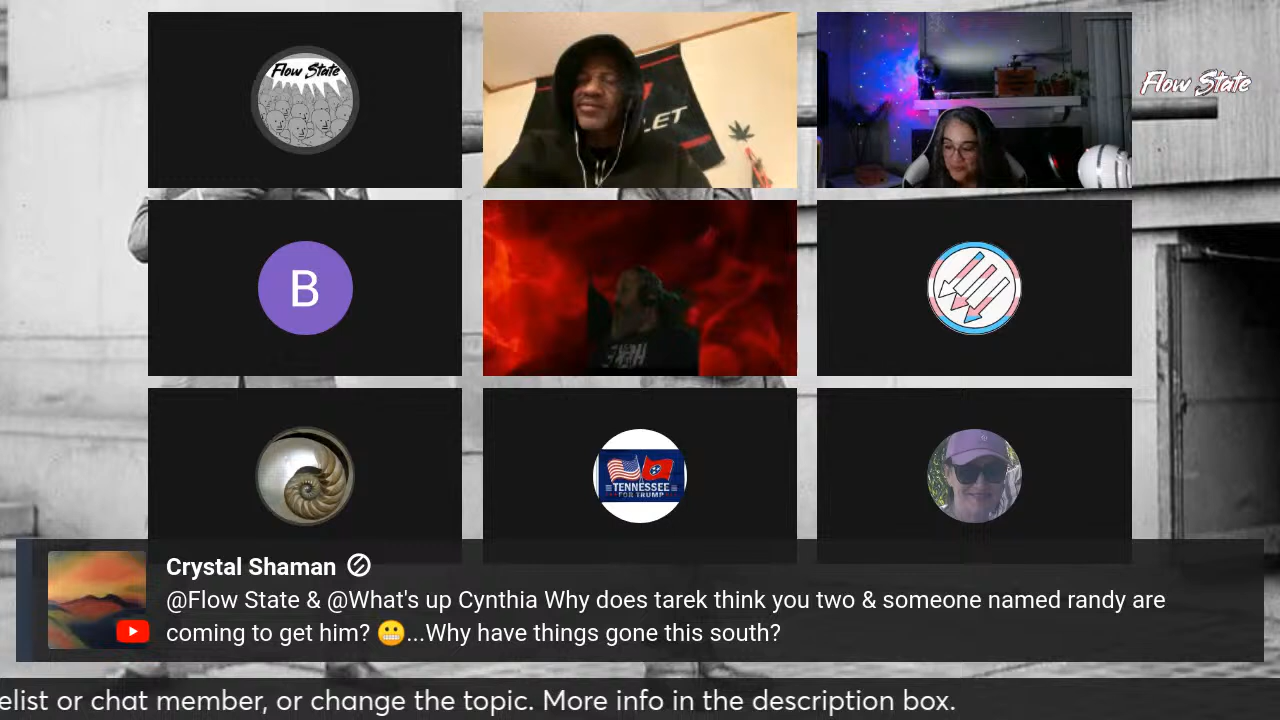 Flow State
LET
Flow State
B
TENNESSEE
FOR TRUMP
Crystal Shaman
@Flow State & @What's up Cynthia Why does tarek think you two & someone named randy are
coming to get him? 😬...Why have things gone this south?
elist or chat member, or change the topic. More info in the description box.